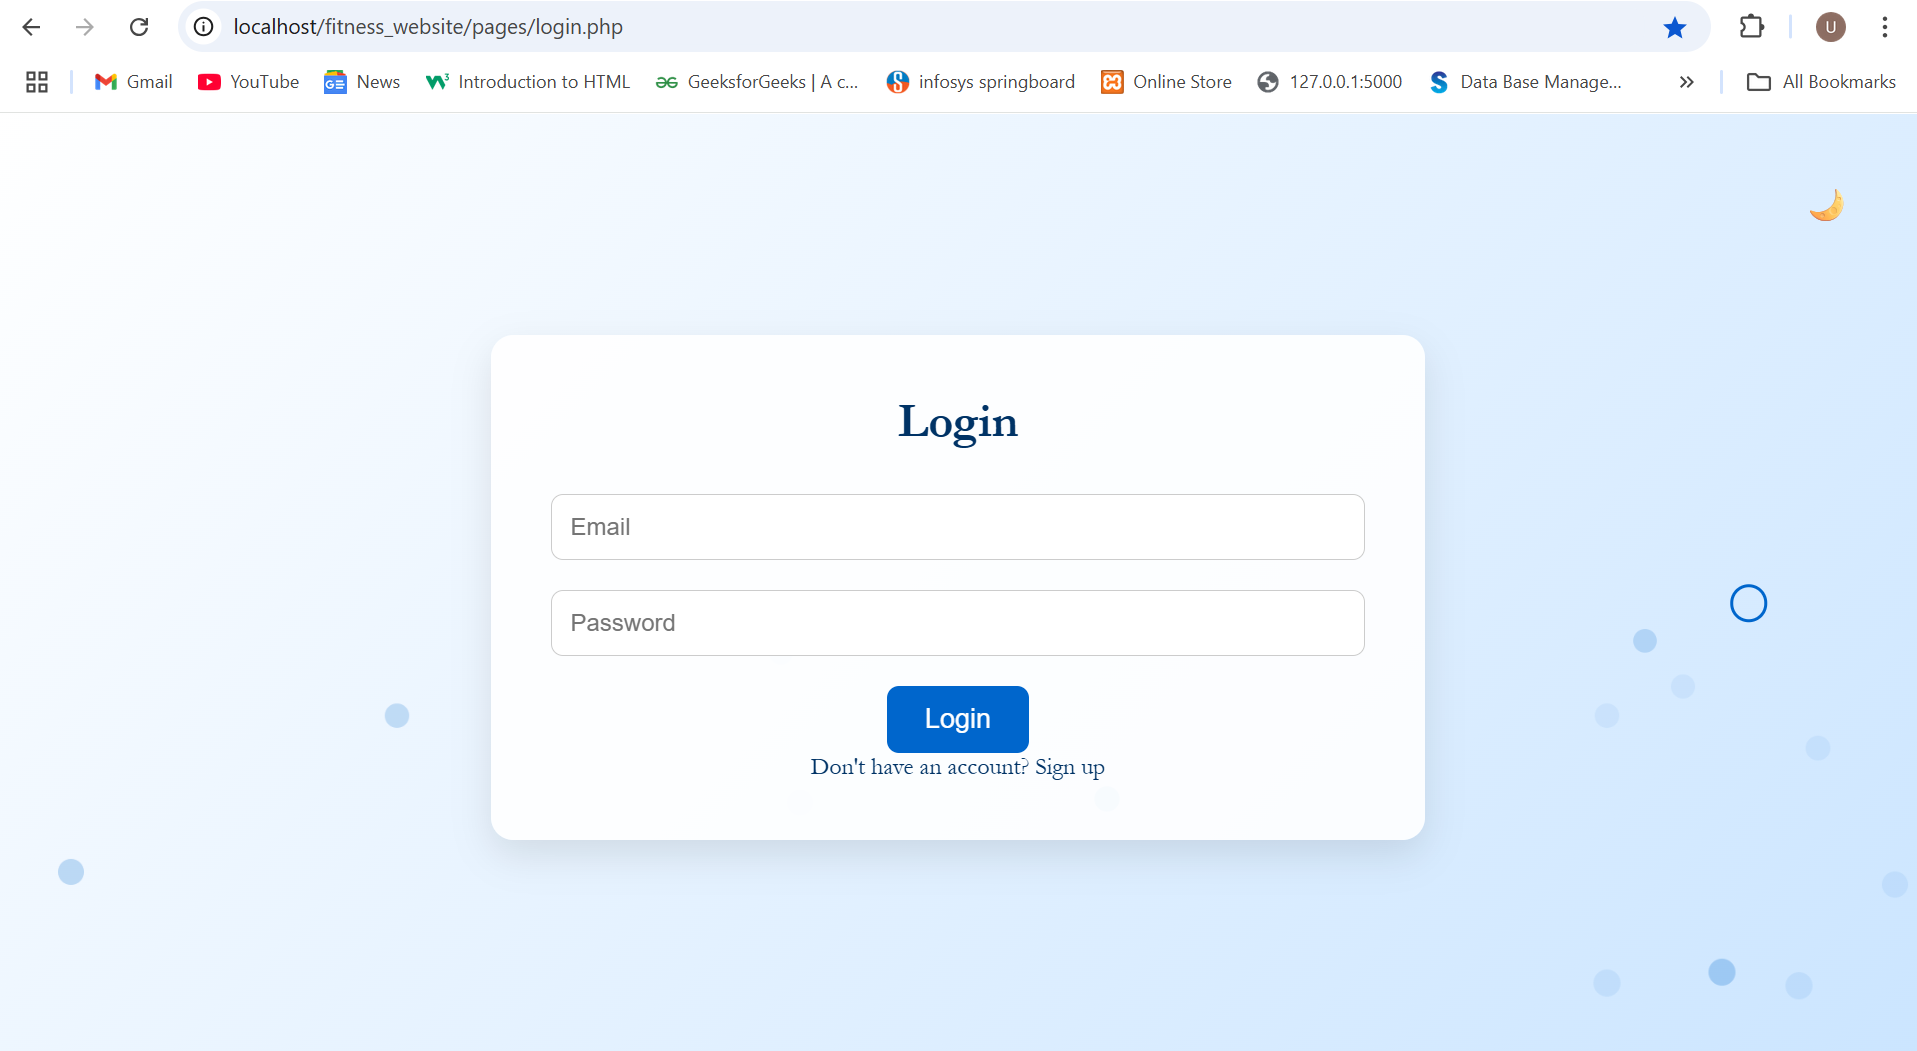 localhost/fitness_website/pages/login.php
U
Gmail YouTube News Introduction to HTML GeeksforGeeks | A c... infosys springboard Online Store 127.0.0.1:5000 Data Base Manage... » All Bookmarks
Login
Email
Password
Login
Don't have an account? Sign up